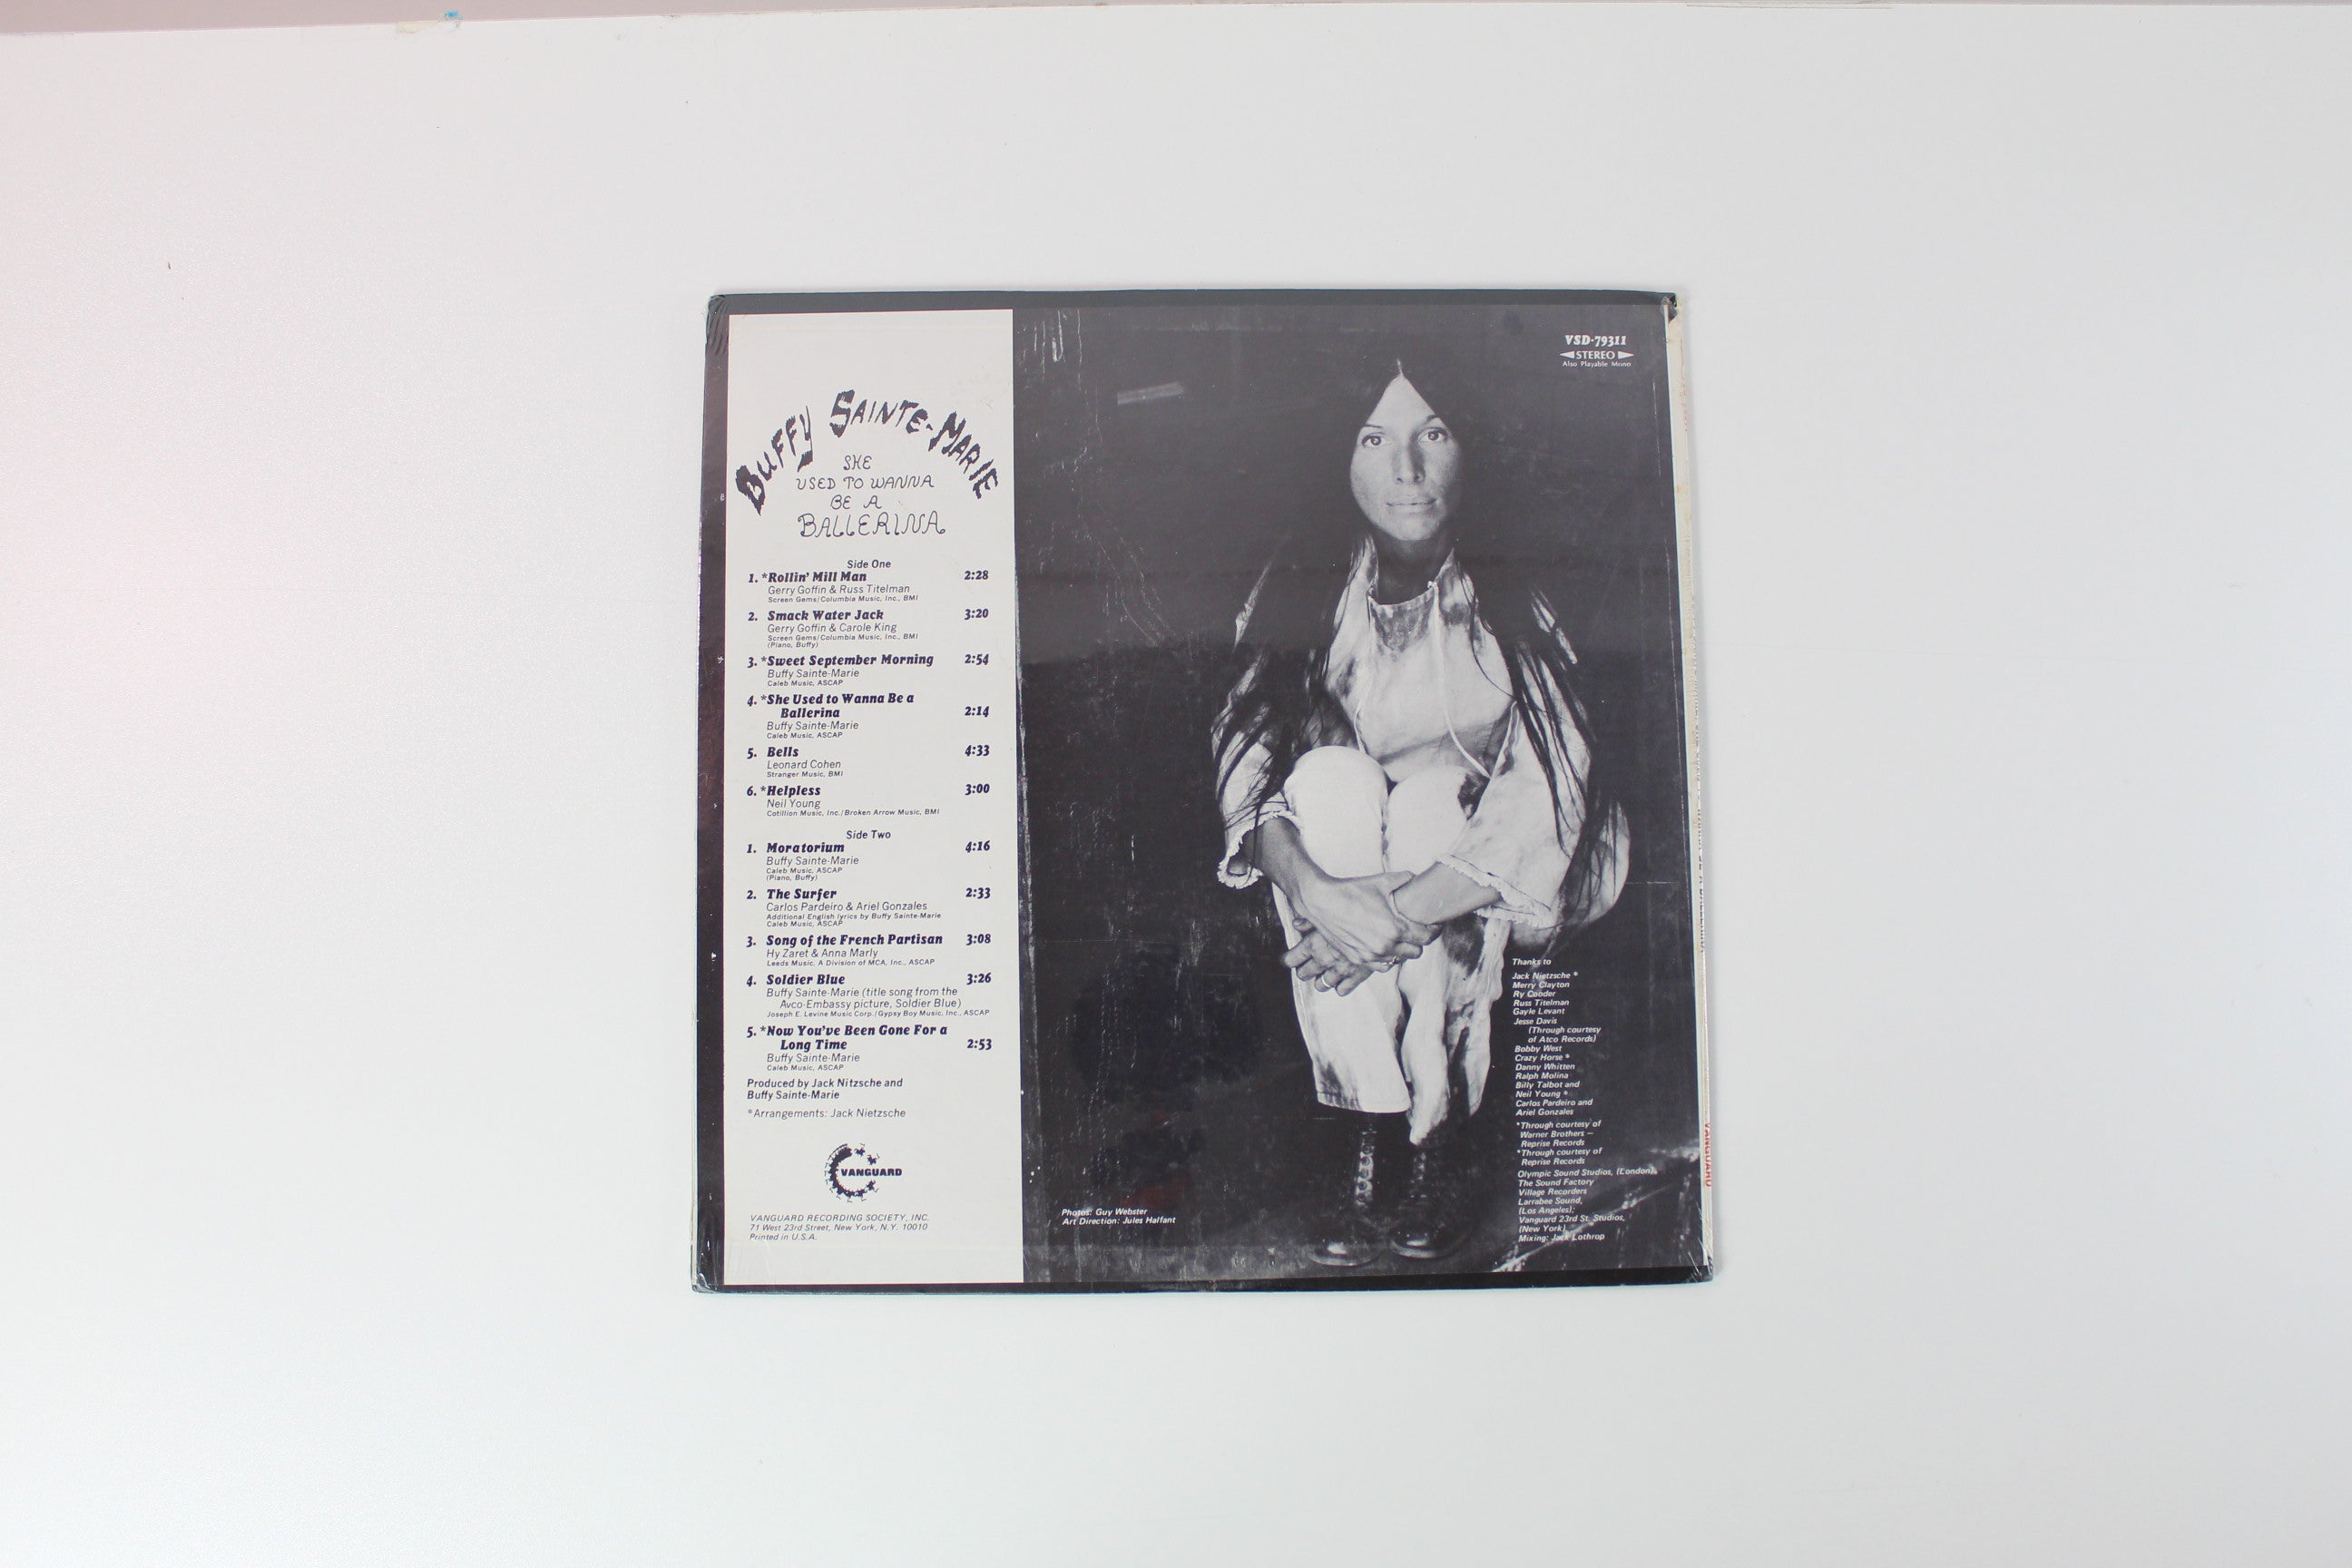 BUFFY SAINTE-MARIE
SHE
USED TO WANNA
BE A
BALLERINA
Side One
1. *Rollin' Mill Man 2:28
Gerry Goffin & Russ Titelman
Screen Gems/Columbia Music, Inc., BMI
2. Smack Water Jack 3:20
Gerry Goffin & Carole King
Screen Gems/Columbia Music, Inc., BMI
(Piano, Buffy)
3. *Sweet September Morning 2:54
Buffy Sainte-Marie
Caleb Music, ASCAP
4. *She Used to Wanna Be a
Ballerina 2:14
Buffy Sainte-Marie
Caleb Music, ASCAP
5. Bells 4:33
Leonard Cohen
Stranger Music, BMI
6. *Helpless 3:00
Neil Young
Cotillion Music, Inc./Broken Arrow Music, BMI
Side Two
1. Moratorium 4:16
Buffy Sainte-Marie
Caleb Music, ASCAP
(Piano, Buffy)
2. The Surfer 2:33
Carlos Pardeiro & Ariel Gonzales
Additional English lyrics by Buffy Sainte-Marie
Caleb Music, ASCAP
3. Song of the French Partisan 3:08
Hy Zaret & Anna Marly
Leeds Music, A Division of MCA, Inc., ASCAP
4. Soldier Blue 3:26
Buffy Sainte-Marie (title song from the
Avco-Embassy picture, Soldier Blue)
Joseph E. Levine Music Corp./Gypsy Boy Music, Inc., ASCAP
5. *Now You've Been Gone For a
Long Time 2:53
Buffy Sainte-Marie
Caleb Music, ASCAP
Produced by Jack Nitzsche and
Buffy Sainte-Marie
*Arrangements: Jack Nietzsche
VANGUARD
VANGUARD RECORDING SOCIETY, INC.
71 West 23rd Street, New York, N.Y. 10010
Printed in U.S.A.
VSD-79311
STEREO
Also Playable Mono
Photos: Guy Webster
Art Direction: Jules Halfant
Thanks to
Jack Nietzsche *
Merry Clayton
Ry Cooder
Russ Titelman
Gayle Levant
Jesse Davis
(Through courtesy
of Atco Records)
Bobby West
Crazy Horse *
Danny Whitten
Ralph Molina
Billy Talbot and
Neil Young *
Carlos Pardeiro and
Ariel Gonzales
*Through courtesy of
Warner Brothers —
Reprise Records
*Through courtesy of
Reprise Records
Olympic Sound Studios, (London),
The Sound Factory
Village Recorders
Larrabee Sound,
(Los Angeles);
Vanguard 23rd St. Studios,
(New York)
Mixing: Jack Lothrop
VANGUARD